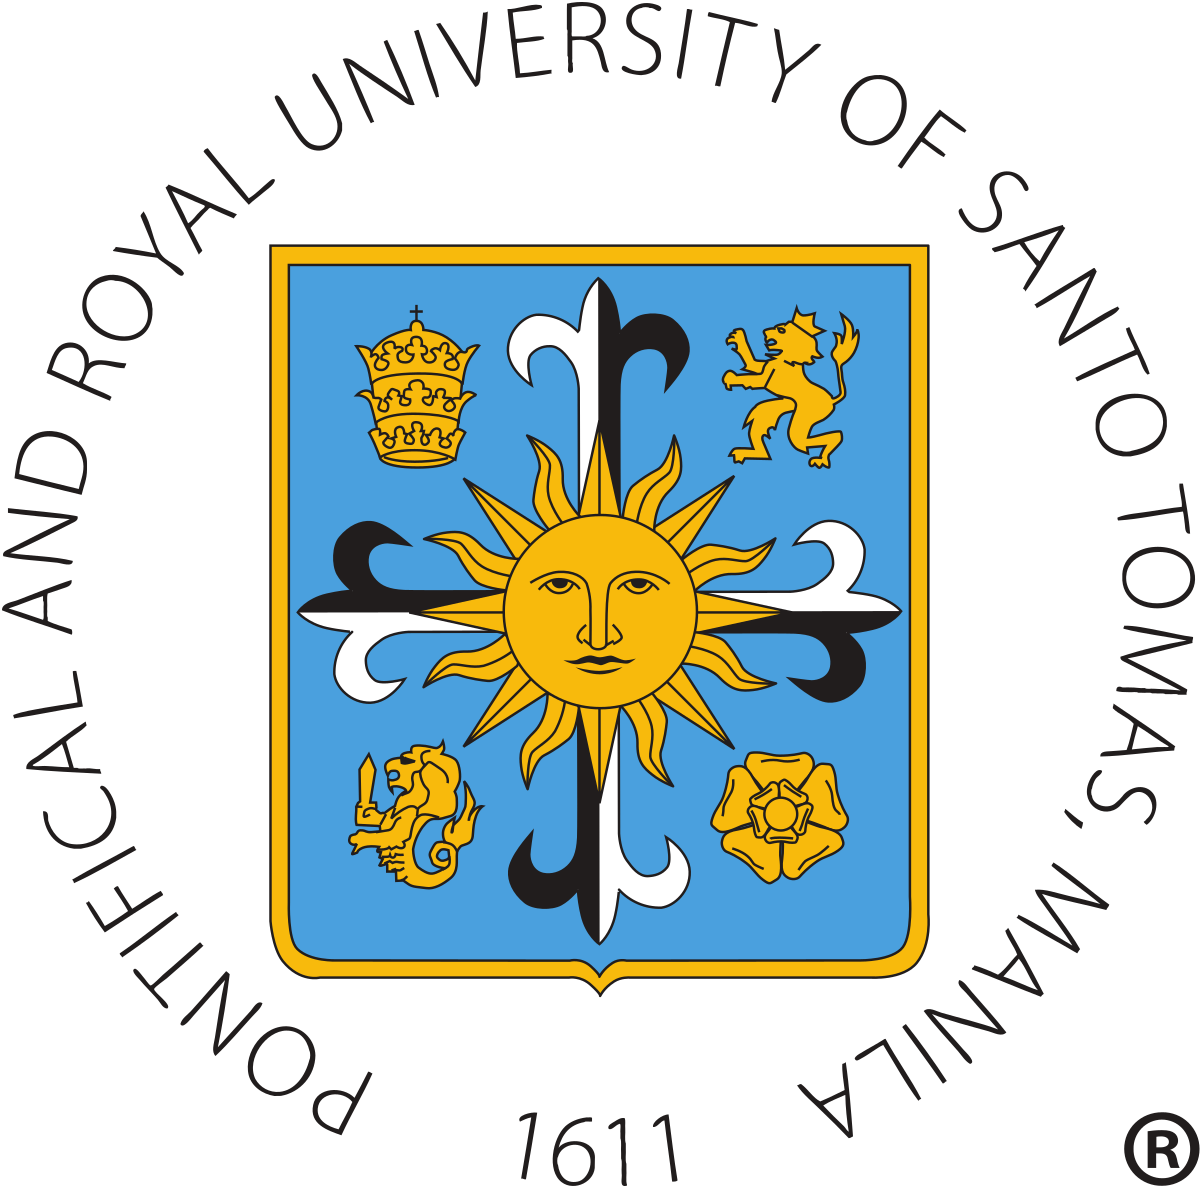 PONTIFICAL AND ROYAL UNIVERSITY OF SANTO TOMAS, MANILA
1611
®